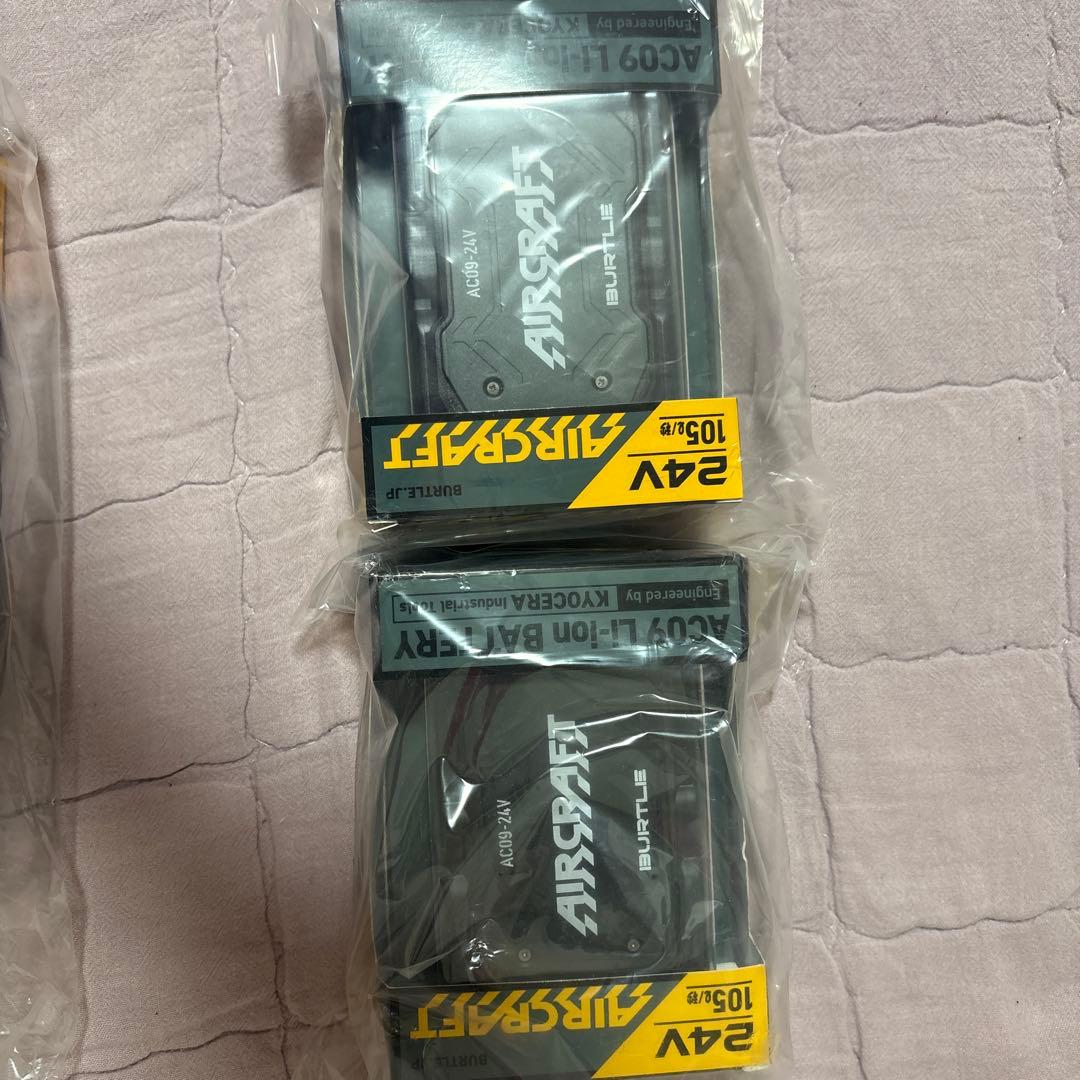 Engineered by KYOCERA
AC09 Li-ion
AC09-24V
AIRCRAFT
BURTLE
AIRCRAFT
24V
105ℓ/秒
BURTLE.JP
Engineered by KYOCERA Industrial Tools
AC09 Li-ion BATTERY
AC09-24V
AIRCRAFT
BURTLE
AIRCRAFT
24V
105ℓ/秒
BURTLE.JP